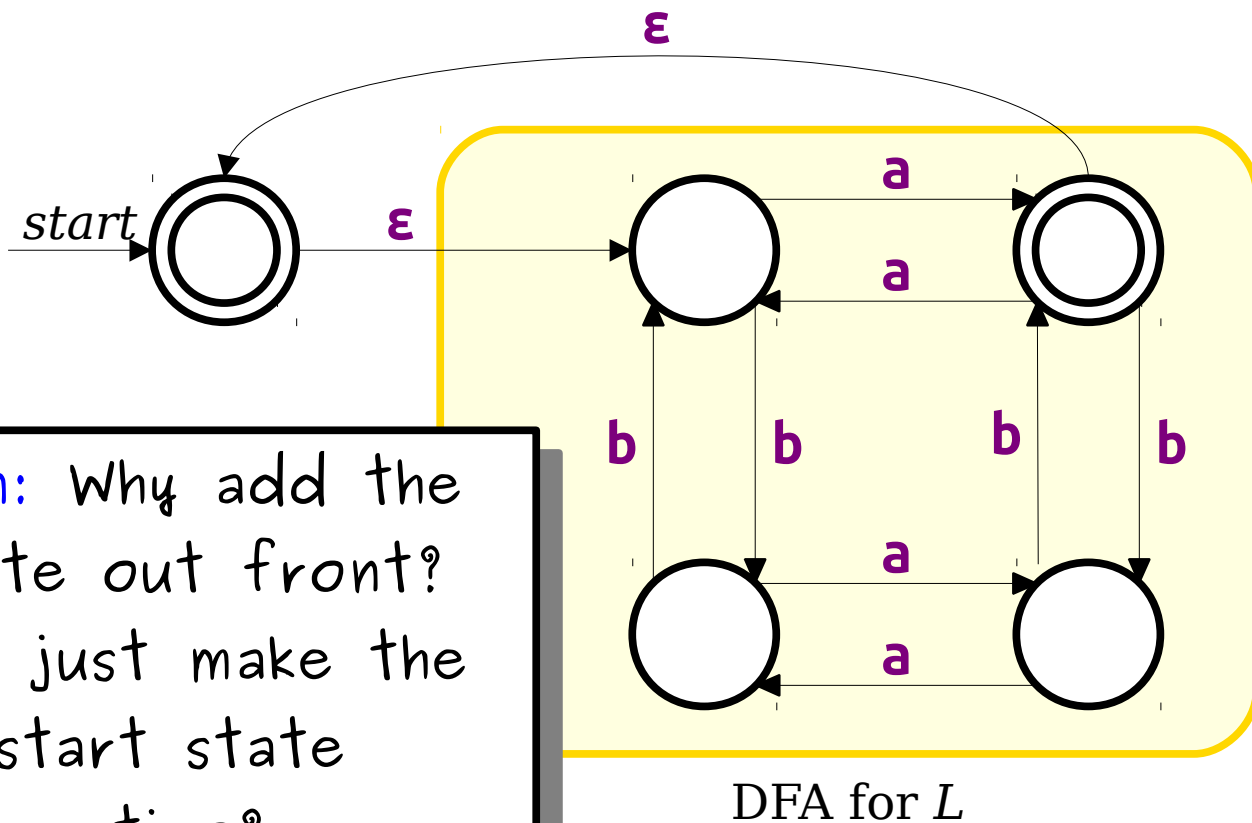 ε
start
ε
a
a
b
b
b
b
a
a
n: Why add the
te out front?
just make the
start state
DFA for L